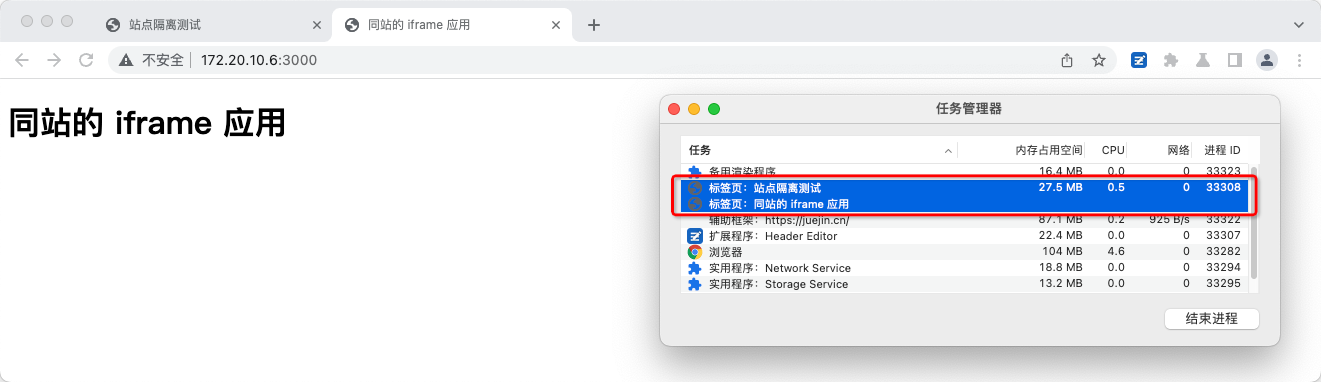 站点隔离测试
同站的 iframe 应用
不安全 172.20.10.6:3000
同站的 iframe 应用
任务管理器
任务 内存占用空间 CPU 网络 进程 ID
备用渲染程序 16.4 MB 0.0 0 33323
标签页：站点隔离测试 27.5 MB 0.5 0 33308
标签页：同站的 iframe 应用
辅助框架：https://juejin.cn/ 87.1 MB 0.2 925 B/s 33322
扩展程序：Header Editor 22.4 MB 0.0 0 33307
浏览器 104 MB 4.6 0 33282
实用程序：Network Service 18.8 MB 0.0 0 33294
实用程序：Storage Service 13.2 MB 0.0 0 33295
结束进程